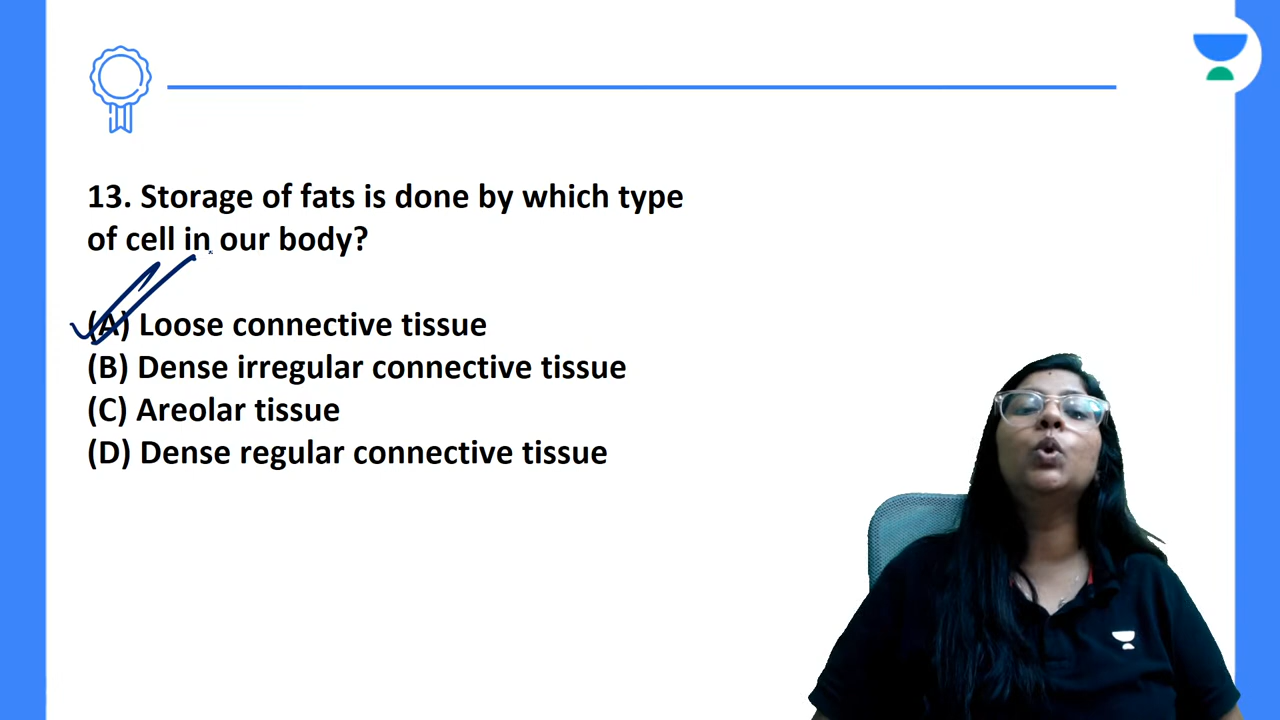 13. Storage of fats is done by which type
of cell in our body?
(A) Loose connective tissue
(B) Dense irregular connective tissue
(C) Areolar tissue
(D) Dense regular connective tissue